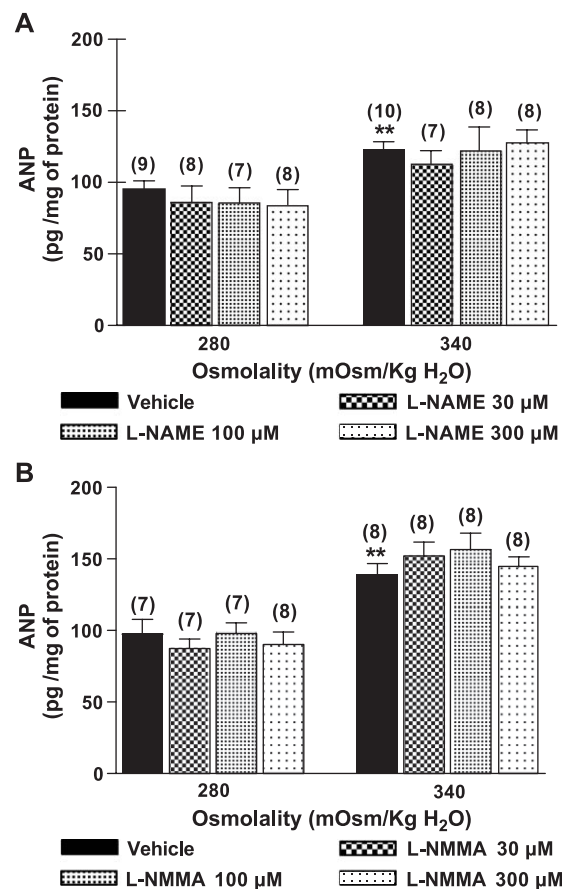 A
200
150
100
50
0
ANP
(pg /mg of protein)
(9) (8) (7) (8) (10) (7) (8) (8)
**
280 340
Osmolality (mOsm/Kg H₂O)
Vehicle L-NAME 30 µM
L-NAME 100 µM L-NAME 300 µM
B
200
150
100
50
0
ANP
(pg /mg of protein)
(7) (7) (7) (8) (8) (8) (8) (8)
**
280 340
Osmolality (mOsm/Kg H₂O)
Vehicle L-NMMA 30 µM
L-NMMA 100 µM L-NMMA 300 µM